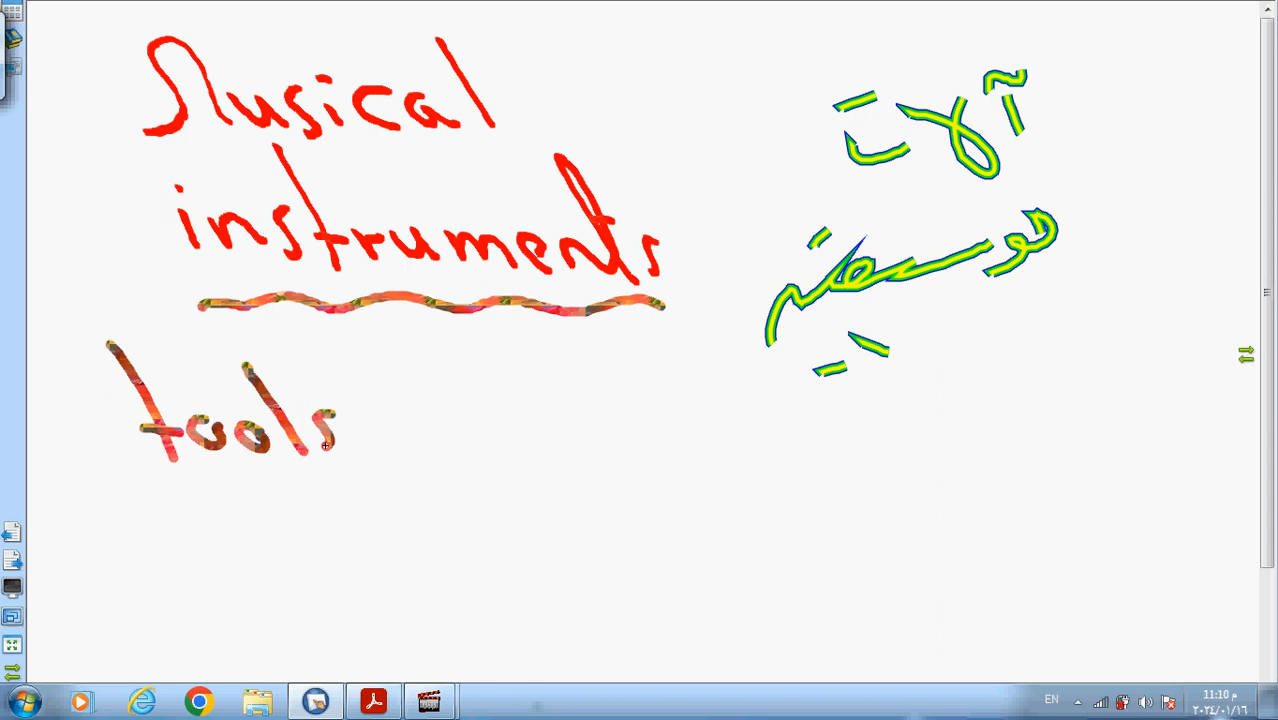 Musical
instruments
آلات
موسيقية
tools
EN
11:10 م
٢٠٢٤/٠١/١٦